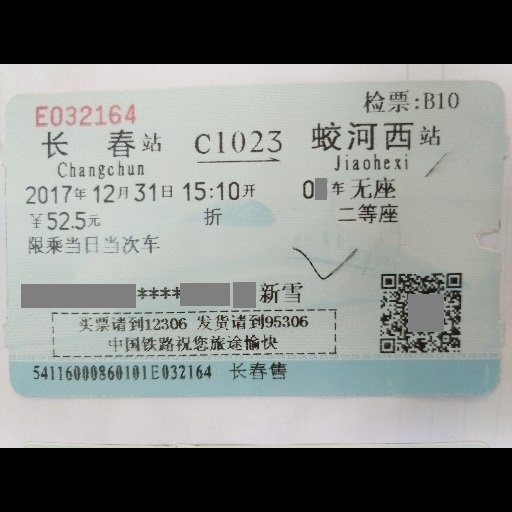 检票:B10
E032164
长春站 C1023 蛟河西站
Changchun Jiaohexi
2017年12月31日 15:10开 0 车 无座
￥52.5元 折 二等座
限乘当日当次车
**** 新雪
买票请到12306 发货请到95306
中国铁路祝您旅途愉快
54116000860101E032164 长春售